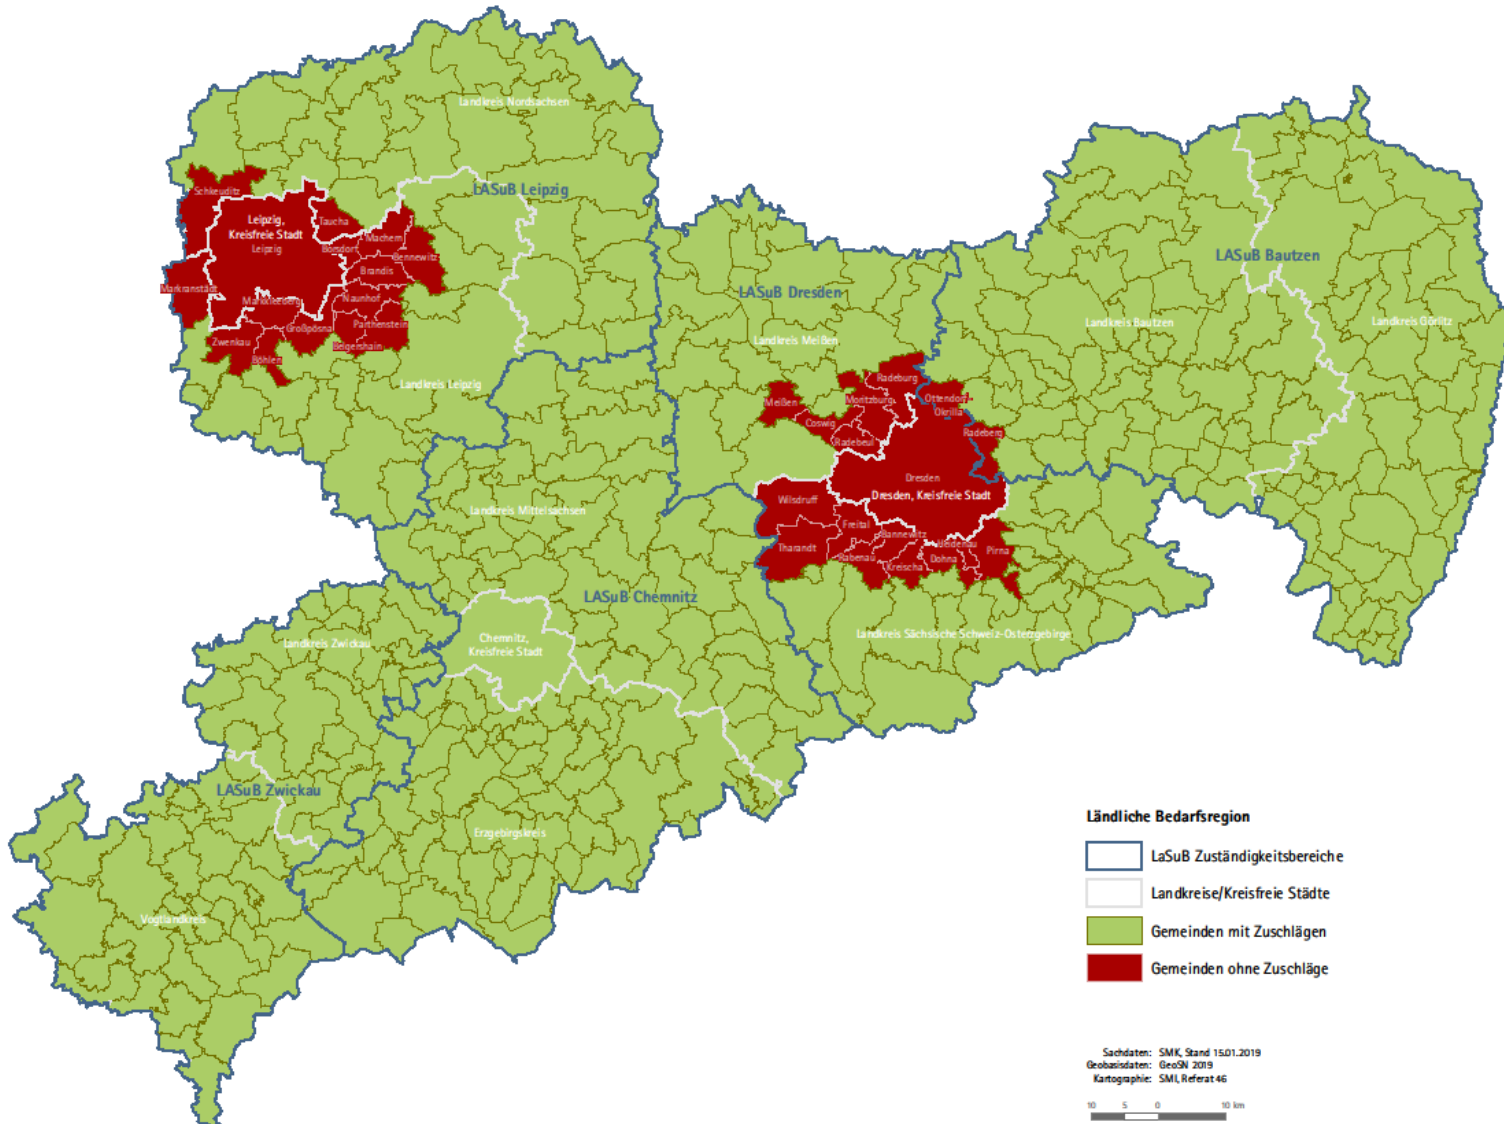 Landkreis Nordsachsen
LASuB Leipzig
Schkeuditz
Leipzig,
Kreisfreie Stadt
Leipzig
Taucha
Machern
Borsdorf
Bennewitz
Brandis
Markranstädt
Markkleeberg
Naunhof
Großpösna
Parthenstein
Zwenkau
Belgershain
Böhlen
Landkreis Leipzig
LASuB Dresden
Landkreis Meißen
Radeburg
Meißen
Moritzburg
Ottendorf-
Okrilla
Coswig
Radebeul
Radeberg
Dresden
Dresden, Kreisfreie Stadt
Wilsdruff
Freital
Bannewitz
Heidenau
Tharandt
Rabenau
Kreischa
Dohna
Pirna
Landkreis Sächsische Schweiz-Osterzgebirge
LASuB Bautzen
Landkreis Bautzen
Landkreis Görlitz
Landkreis Mittelsachsen
LASuB Chemnitz
Chemnitz,
Kreisfreie Stadt
Landkreis Zwickau
LASuB Zwickau
Erzgebirgskreis
Vogtlandkreis
Ländliche Bedarfsregion
LaSuB Zuständigkeitsbereiche
Landkreise/Kreisfreie Städte
Gemeinden mit Zuschlägen
Gemeinden ohne Zuschläge
Sachdaten: SMK, Stand 15.01.2019
Geobasisdaten: GeoSN 2019
Kartographie: SMI, Referat 46
10 5 0 10 km